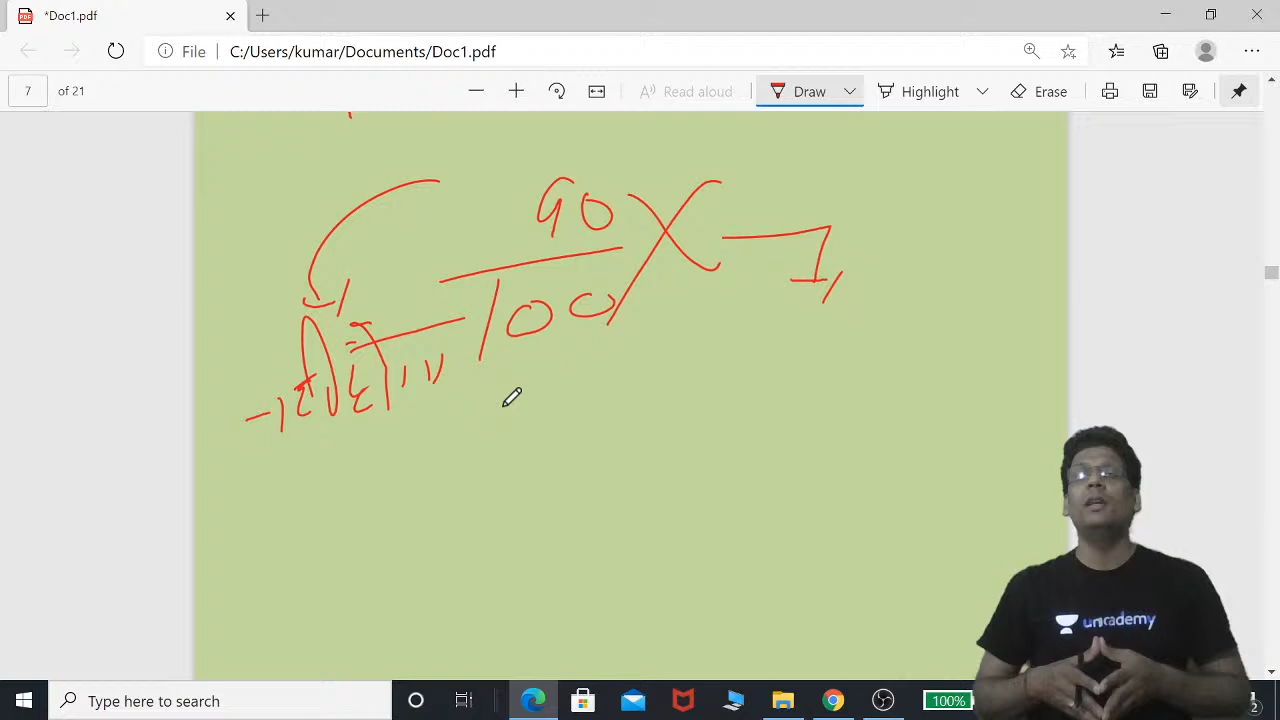 *Doc1.pdf
File C:/Users/kumar/Documents/Doc1.pdf
7 of 21 Read aloud Draw Highlight Erase
90
100
1
unacademy
Type here to search 100% 2